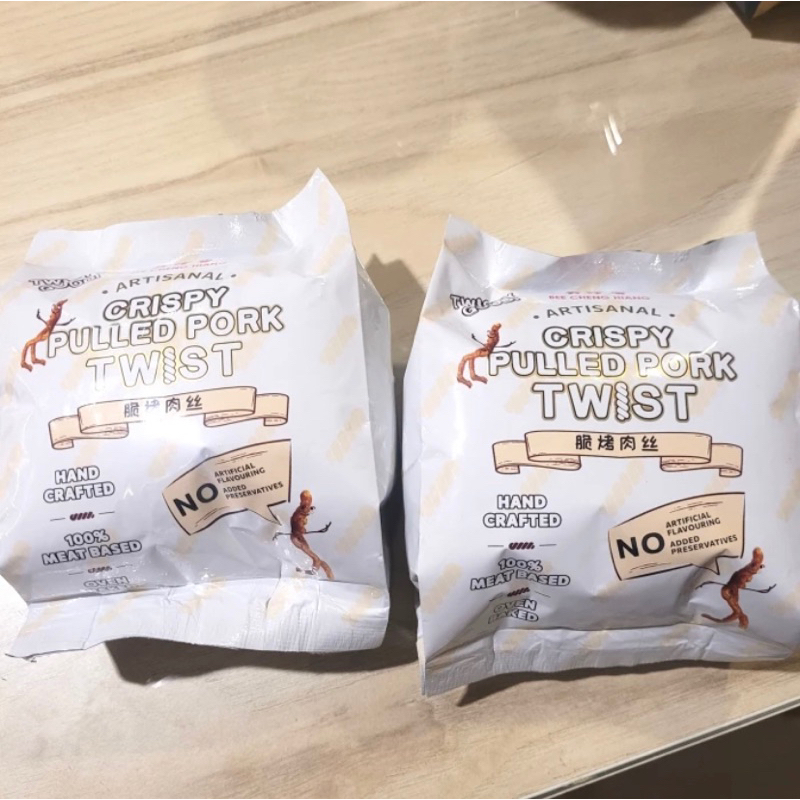 ARTISANAL
CRISPY
PULLED PORK
TWIST
脆烤肉丝
HAND
CRAFTED
100%
MEAT BASED
OVEN
NO
ARTIFICIAL
FLAVOURING
ADDED
PRESERVATIVES
BEE CHENG HIANG
ARTISANAL
CRISPY
PULLED PORK
TWIST
脆烤肉丝
HAND
CRAFTED
100%
MEAT BASED
OVEN
BAKED
NO
ARTIFICIAL
FLAVOURING
ADDED
PRESERVATIVES